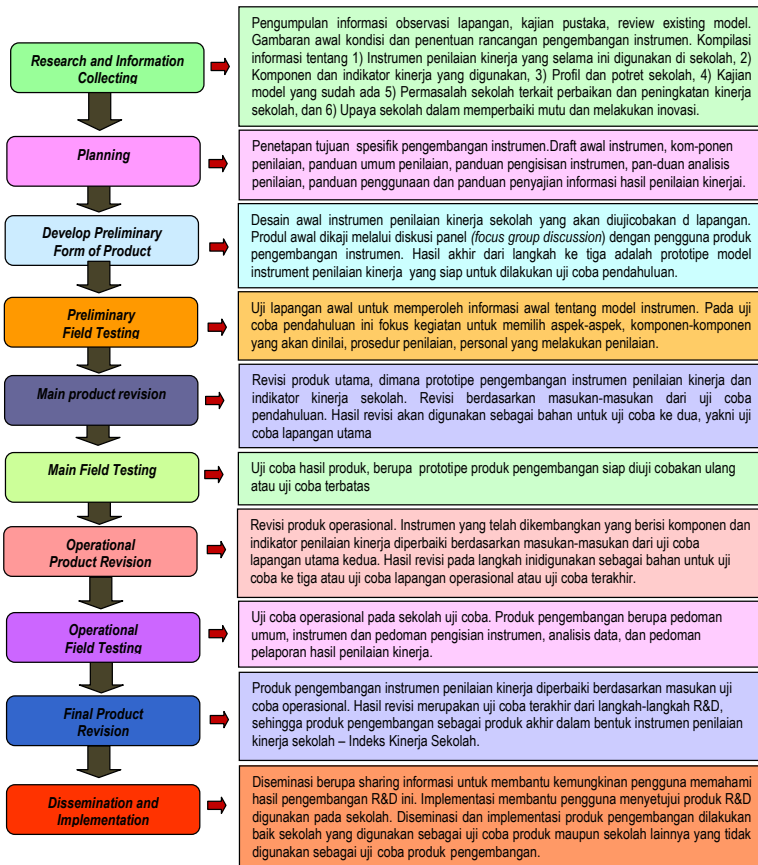 Research and Information
Collecting
Pengumpulan informasi observasi lapangan, kajian pustaka, review existing model.
Gambaran awal kondisi dan penentuan rancangan pengembangan instrumen. Kompilasi
informasi tentang 1) Instrumen penilaian kinerja yang selama ini digunakan di sekolah, 2)
Komponen dan indikator kinerja yang digunakan, 3) Profil dan potret sekolah, 4) Kajian
model yang sudah ada 5) Permasalah sekolah terkait perbaikan dan peningkatan kinerja
sekolah, dan 6) Upaya sekolah dalam memperbaiki mutu dan melakukan inovasi.
Planning
Penetapan tujuan spesifik pengembangan instrumen.Draft awal instrumen, kom-ponen
penilaian, panduan umum penilaian, panduan pengisisan instrumen, pan-duan analisis
penilaian, panduan penggunaan dan panduan penyajian informasi hasil penilaian kinerjai.
Develop Preliminary
Form of Product
Desain awal instrumen penilaian kinerja sekolah yang akan diujicobakan d lapangan.
Produl awal dikaji melalui diskusi panel (focus group discussion) dengan pengguna produk
pengembangan instrumen. Hasil akhir dari langkah ke tiga adalah prototipe model
instrument penilaian kinerja yang siap untuk dilakukan uji coba pendahuluan.
Preliminary
Field Testing
Uji lapangan awal untuk memperoleh informasi awal tentang model instrumen. Pada uji
coba pendahuluan ini fokus kegiatan untuk memilih aspek-aspek, komponen-komponen
yang akan dinilai, prosedur penilaian, personal yang melakukan penilaian.
Main product revision
Revisi produk utama, dimana prototipe pengembangan instrumen penilaian kinerja dan
indikator kinerja sekolah. Revisi berdasarkan masukan-masukan dari uji coba
pendahuluan. Hasil revisi akan digunakan sebagai bahan untuk uji coba ke dua, yakni uji
coba lapangan utama
Main Field Testing
Uji coba hasil produk, berupa prototipe produk pengembangan siap diuji cobakan ulang
atau uji coba terbatas
Operational
Product Revision
Revisi produk operasional. Instrumen yang telah dikembangkan yang berisi komponen dan
indikator penilaian kinerja diperbaiki berdasarkan masukan-masukan dari uji coba
lapangan utama kedua. Hasil revisi pada langkah inidigunakan sebagai bahan untuk uji
coba ke tiga atau uji coba lapangan operasional atau uji coba terakhir.
Operational
Field Testing
Uji coba operasional pada sekolah uji coba. Produk pengembangan berupa pedoman
umum, instrumen dan pedoman pengisian instrumen, analisis data, dan pedoman
pelaporan hasil penilaian kinerja.
Final Product
Revision
Produk pengembangan instrumen penilaian kinerja diperbaiki berdasarkan masukan uji
coba operasional. Hasil revisi merupakan uji coba terakhir dari langkah-langkah R&D,
sehingga produk pengembangan sebagai produk akhir dalam bentuk instrumen penilaian
kinerja sekolah – Indeks Kinerja Sekolah.
Dissemination and
Implementation
Diseminasi berupa sharing informasi untuk membantu kemungkinan pengguna memahami
hasil pengembangan R&D ini. Implementasi membantu pengguna menyetujui produk R&D
digunakan pada sekolah. Diseminasi dan implementasi produk pengembangan dilakukan
baik sekolah yang digunakan sebagai uji coba produk maupun sekolah lainnya yang tidak
digunakan sebagai uji coba produk pengembangan.